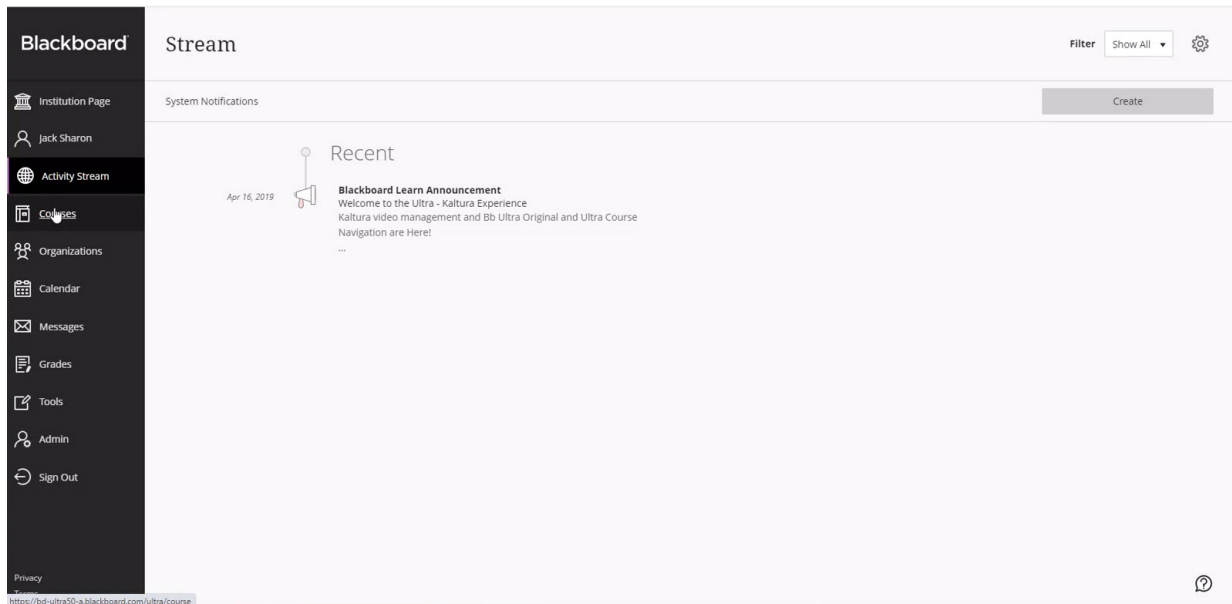 Blackboard
Institution Page
Jack Sharon
Activity Stream
Courses
Organizations
Calendar
Messages
Grades
Tools
Admin
Sign Out
Privacy
Terms
https://bd-ultra50-a.blackboard.com/ultra/course
Stream
Filter Show All
System Notifications
Create
Recent
Apr 16, 2019
Blackboard Learn Announcement
Welcome to the Ultra - Kaltura Experience
Kaltura video management and Bb Ultra Original and Ultra Course
Navigation are Here!
...